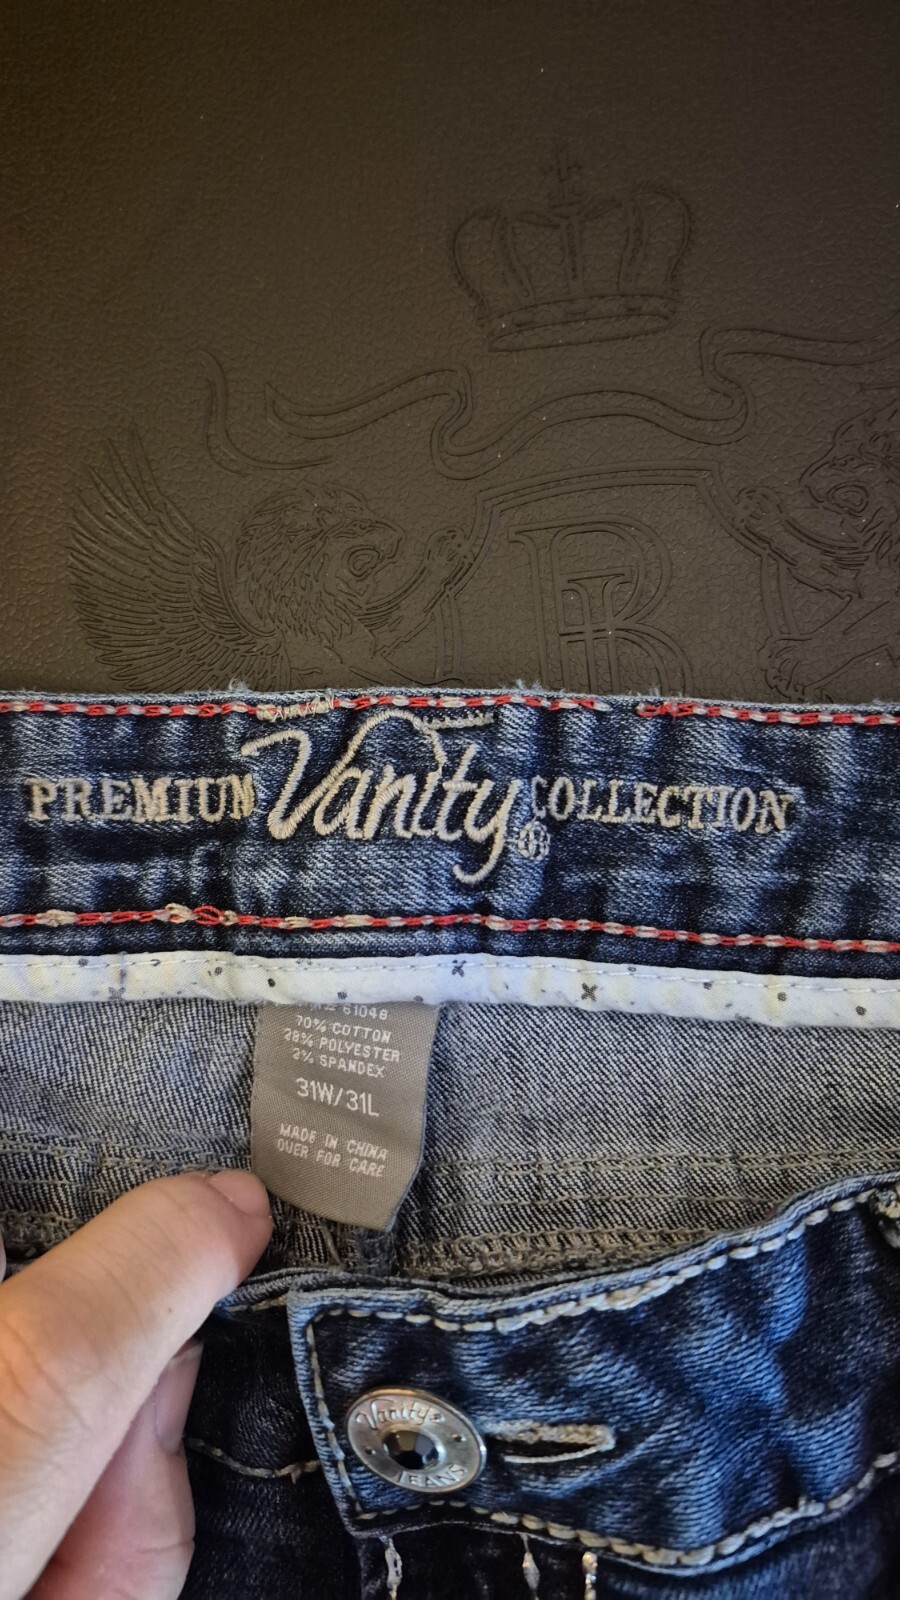 PREMIUM Vanity COLLECTION
61048
70% COTTON
28% POLYESTER
2% SPANDEX
31W/31L
MADE IN CHINA
OVER FOR CARE
Vanity
JEANS